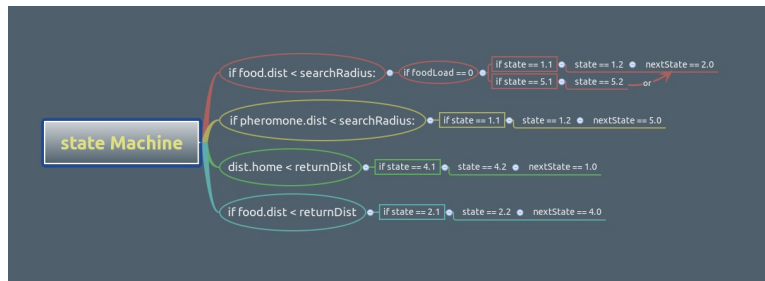 if food.dist < searchRadius:
if foodLoad == 0
if state == 1.1 state == 1.2 nextState == 2.0
if state == 5.1 state == 5.2 or
if pheromone.dist < searchRadius: if state == 1.1 state == 1.2 nextState == 5.0
state Machine
dist.home < returnDist if state == 4.1 state == 4.2 nextState == 1.0
if food.dist < returnDist if state == 2.1 state == 2.2 nextState == 4.0